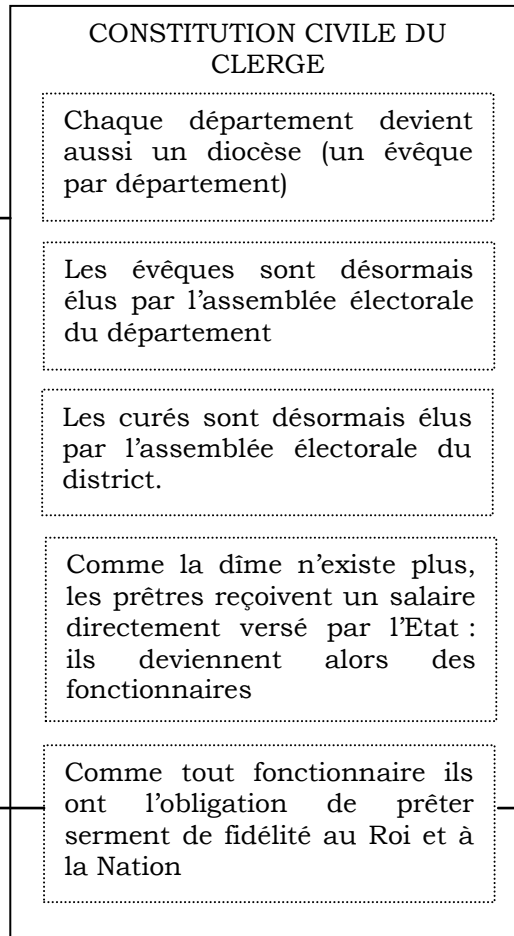 CONSTITUTION CIVILE DU
CLERGE
Chaque département devient
aussi un diocèse (un évêque
par département)
Les évêques sont désormais
élus par l’assemblée électorale
du département
Les curés sont désormais élus
par l’assemblée électorale du
district.
Comme la dîme n’existe plus,
les prêtres reçoivent un salaire
directement versé par l’Etat :
ils deviennent alors des
fonctionnaires
Comme tout fonctionnaire ils
ont l’obligation de prêter
serment de fidélité au Roi et à
la Nation